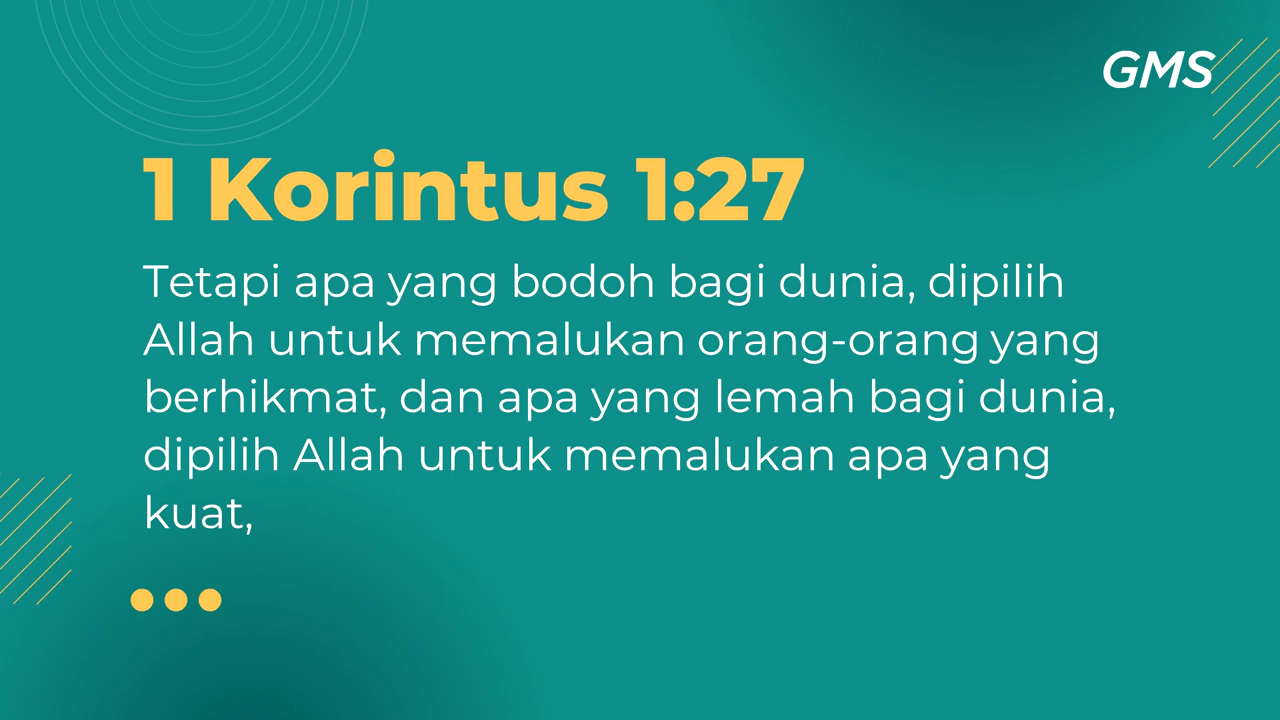 GMS
1 Korintus 1:27
Tetapi apa yang bodoh bagi dunia, dipilih
Allah untuk memalukan orang-orang yang
berhikmat, dan apa yang lemah bagi dunia,
dipilih Allah untuk memalukan apa yang
kuat,